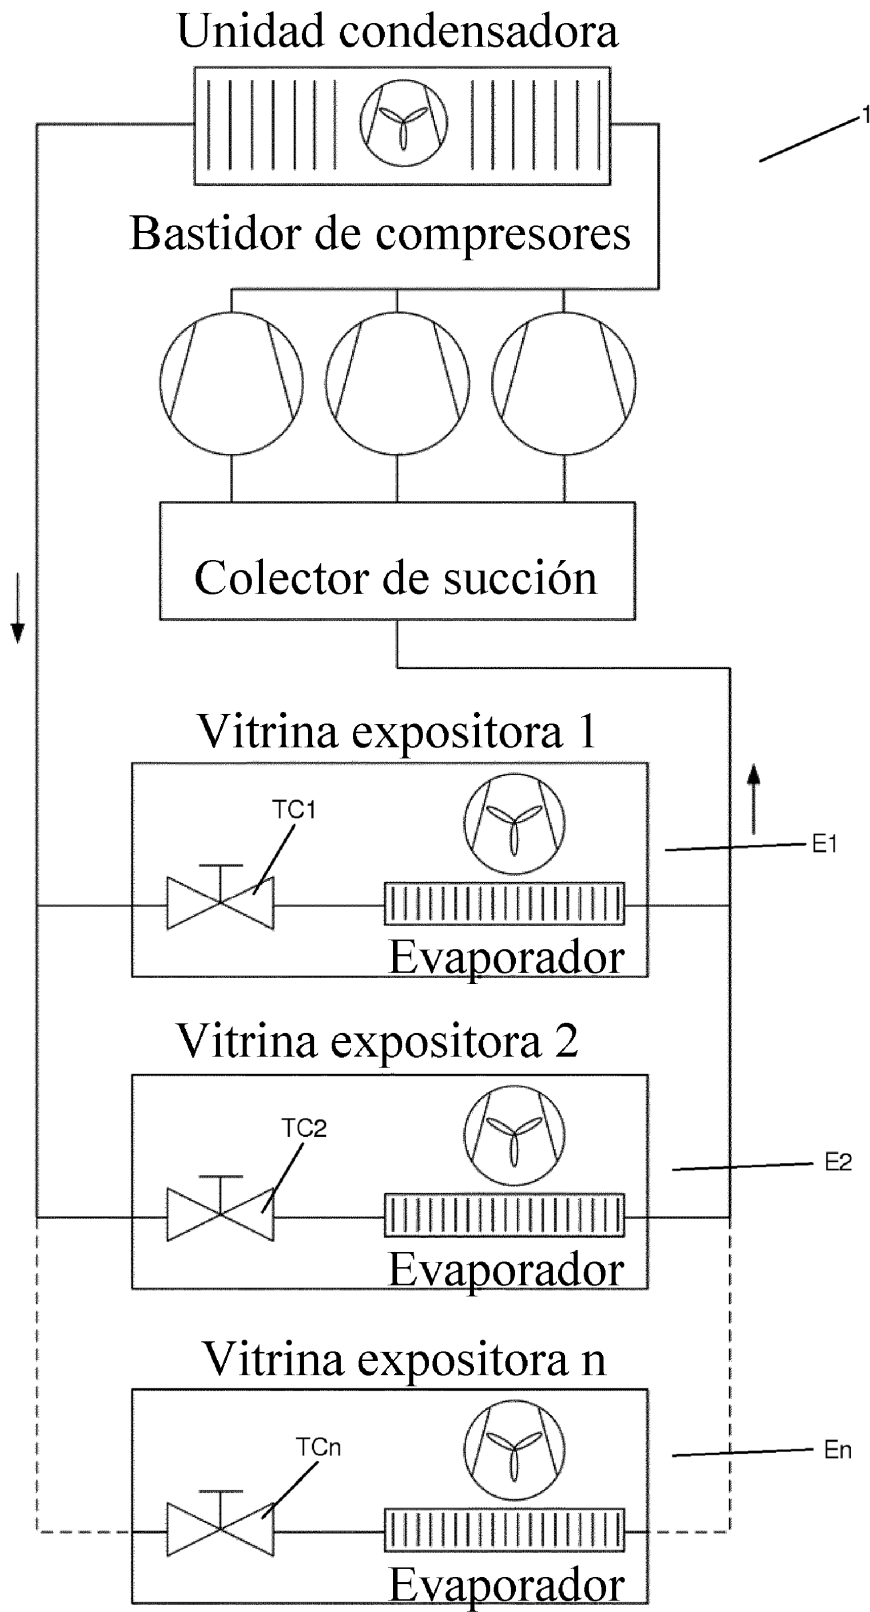 Unidad condensadora
1
Bastidor de compresores
Colector de succión
Vitrina expositora 1
TC1
E1
Evaporador
Vitrina expositora 2
TC2
E2
Evaporador
Vitrina expositora n
TCn
En
Evaporador